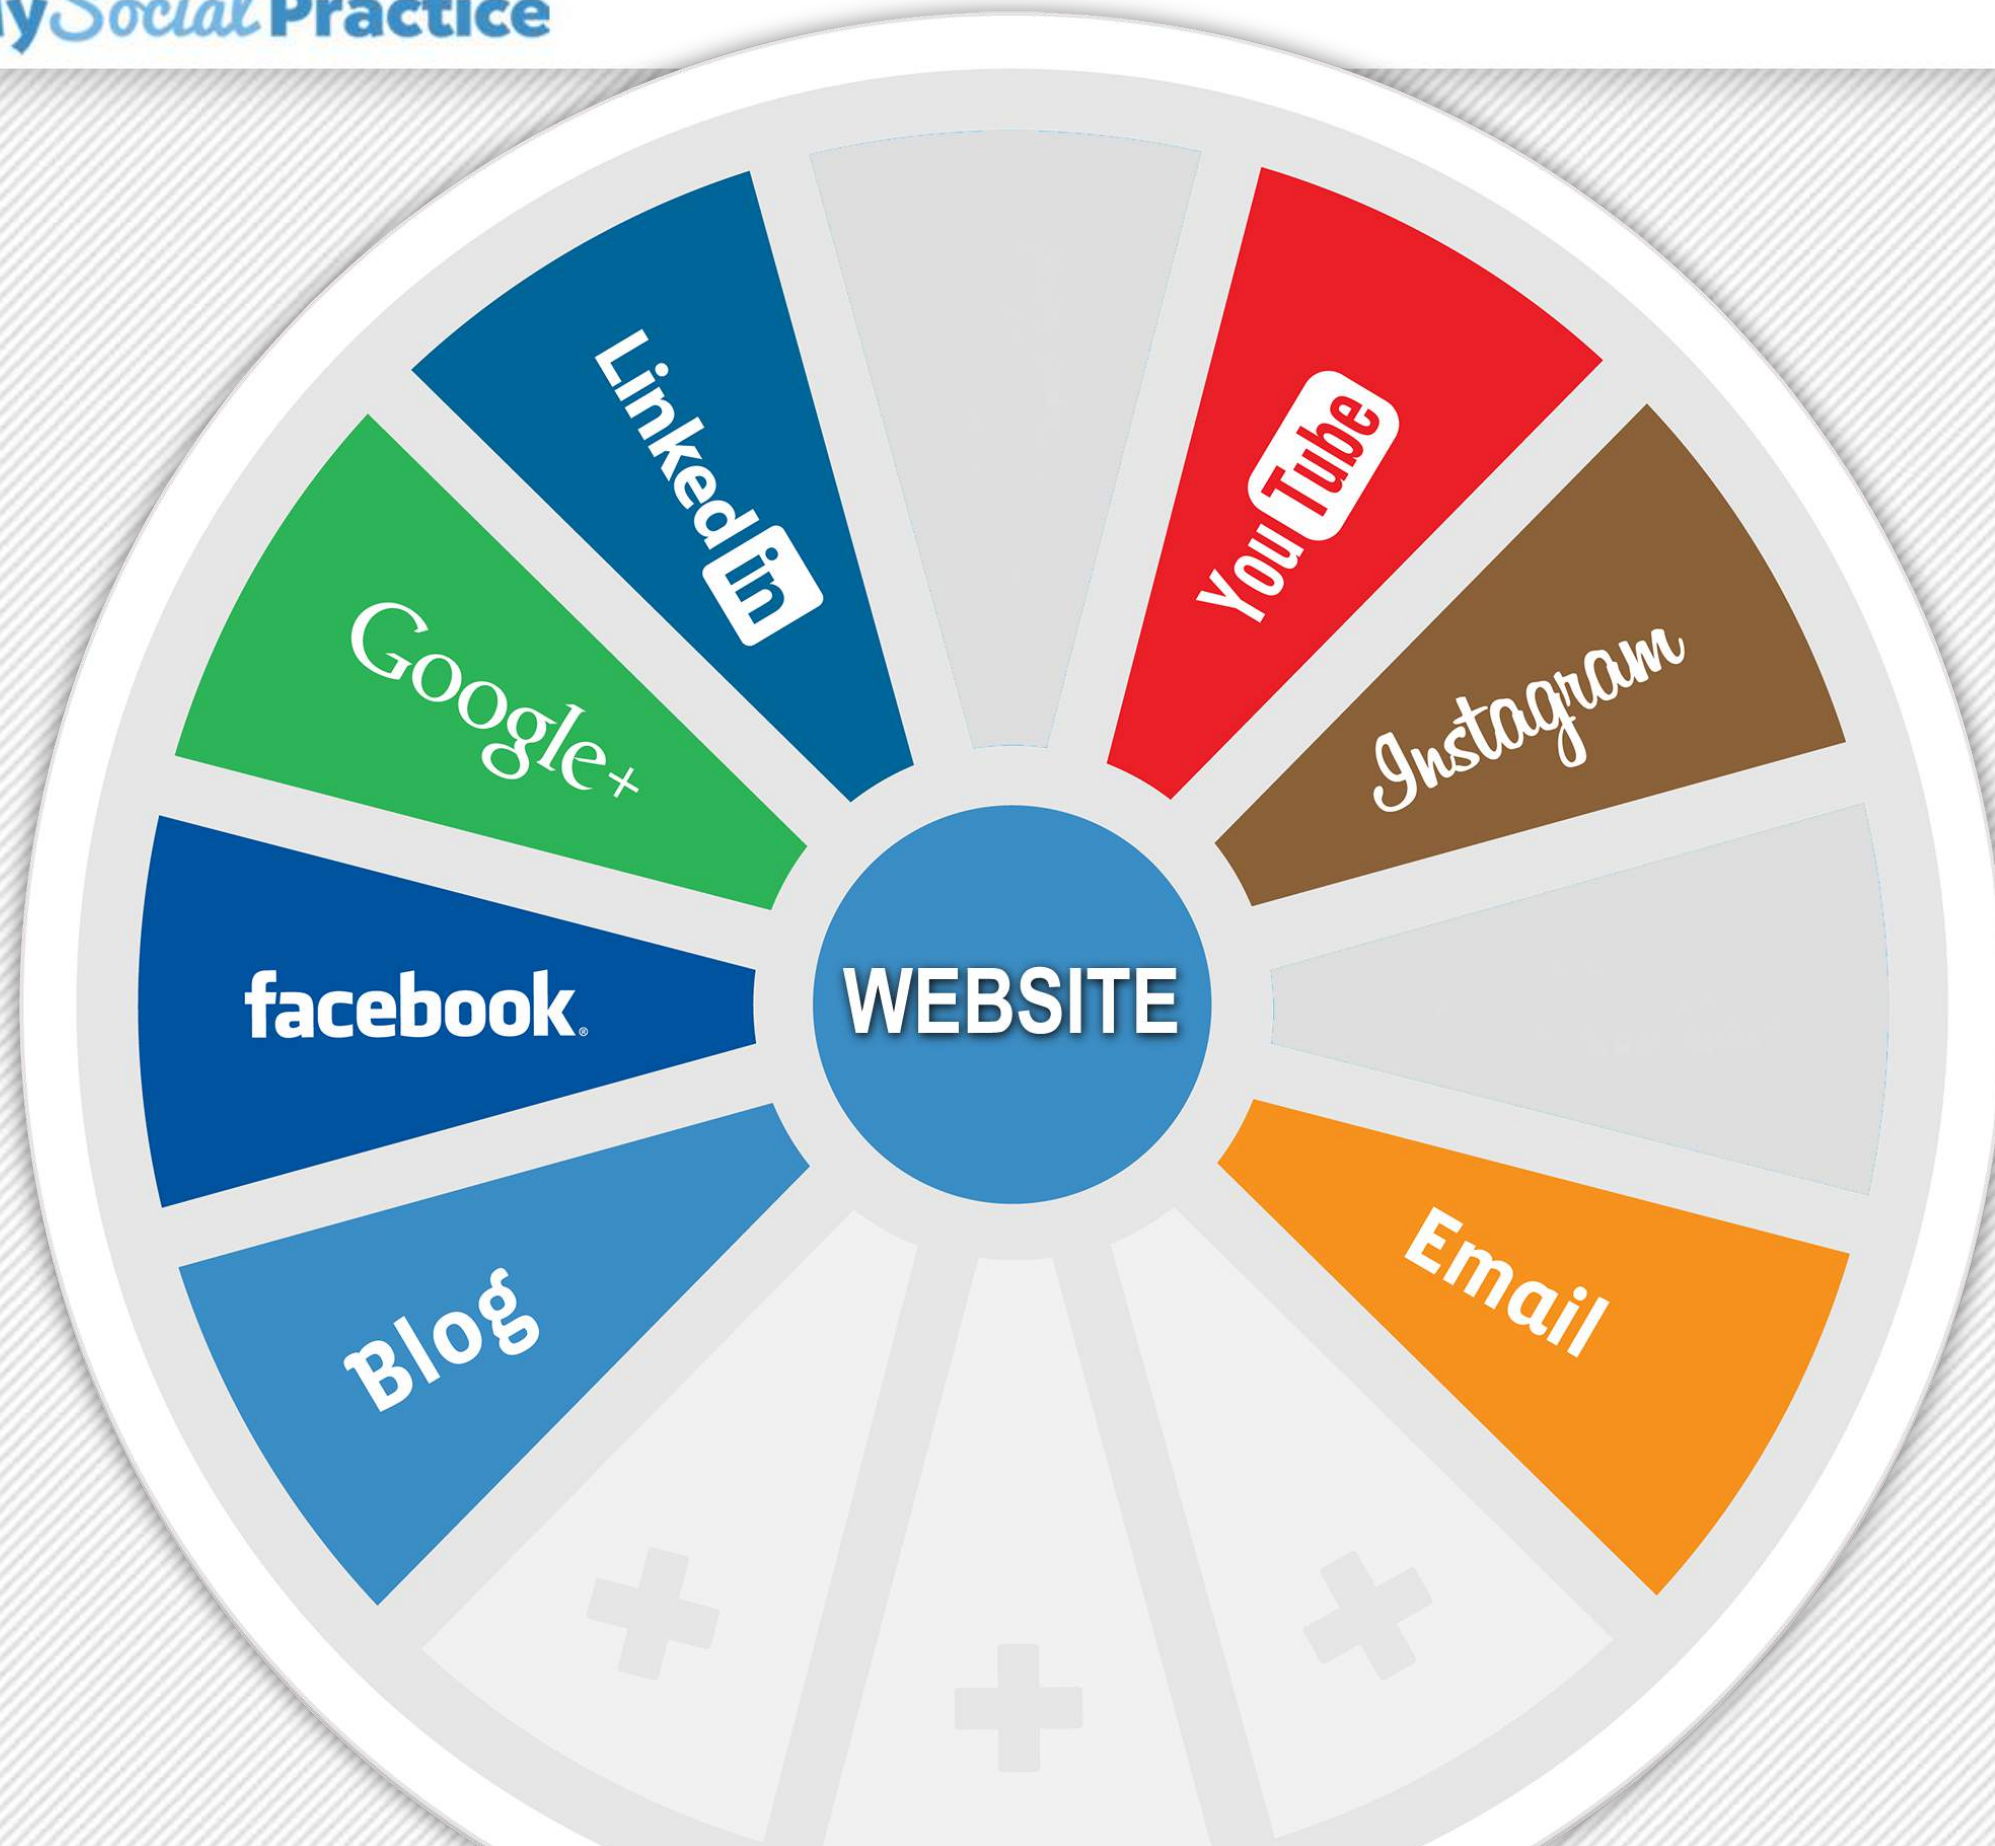 ySocial Practice
LinkedIn
YouTube
Google+
Instagram
facebook®
WEBSITE
Email
Blog